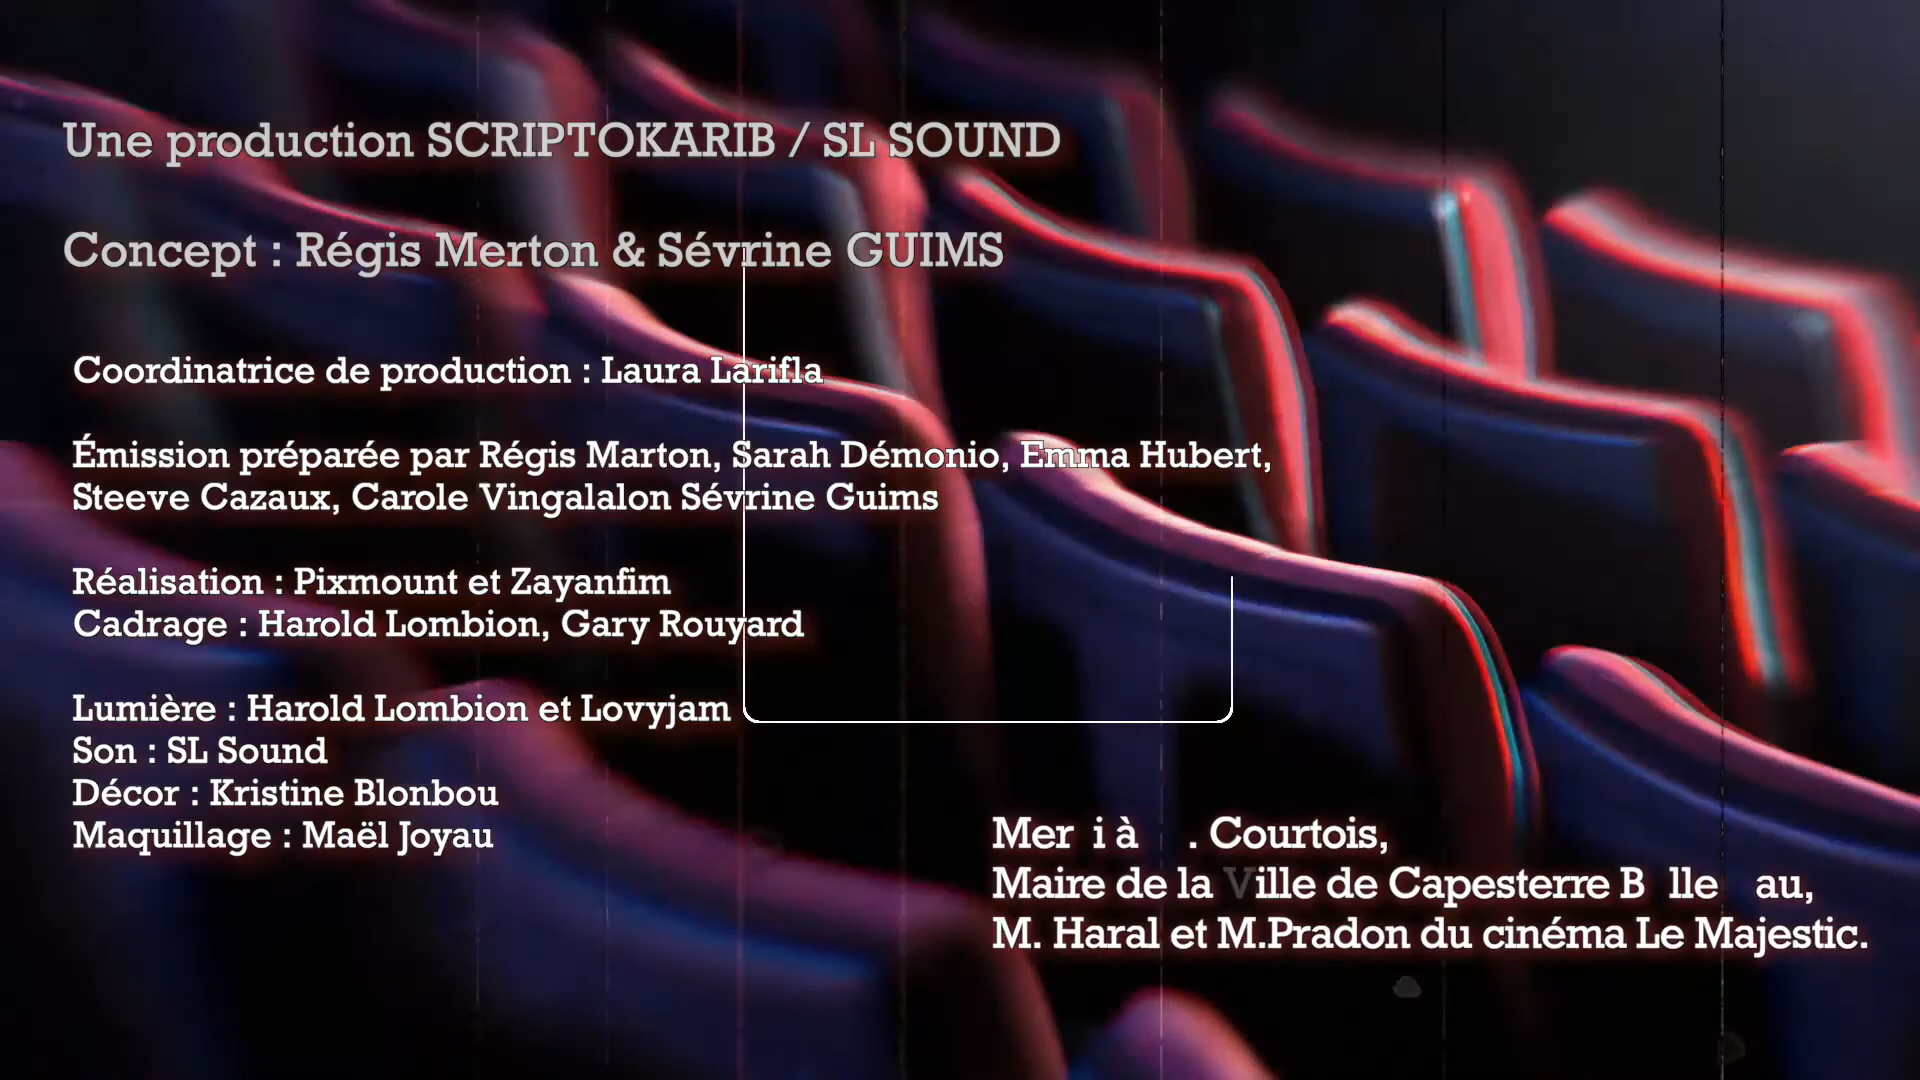 Une production SCRIPTOKARIB / SL SOUND
Concept : Régis Merton & Sévrine GUIMS
Coordinatrice de production : Laura Larifla
Émission préparée par Régis Marton, Sarah Démonio, Emma Hubert,
Steeve Cazaux, Carole Vingalalon Sévrine Guims
Réalisation : Pixmount et Zayanfim
Cadrage : Harold Lombion, Gary Rouyard
Lumière : Harold Lombion et Lovyjam
Son : SL Sound
Décor : Kristine Blonbou
Maquillage : Maël Joyau
à . Courtois,
Maire de la Ville de Capesterre
M. Haral et M.Pradon du cinéma Le Majestic.